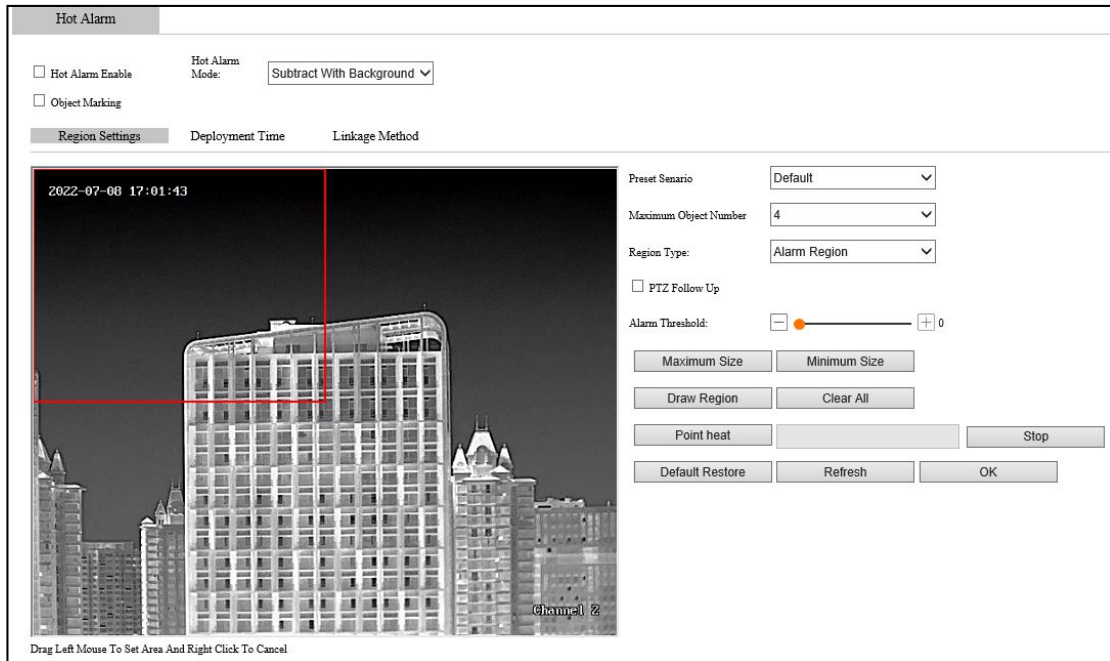 Hot Alarm
Hot Alarm Enable
Hot Alarm
Mode:
Subtract With Background
Object Marking
Region Settings Deployment Time Linkage Method
2022-07-08 17:01:43
Channel 2
Drag Left Mouse To Set Area And Right Click To Cancel
Preset Senario Default
Maximum Object Number 4
Region Type: Alarm Region
PTZ Follow Up
Alarm Threshold: 0
Maximum Size Minimum Size
Draw Region Clear All
Point heat Stop
Default Restore Refresh OK